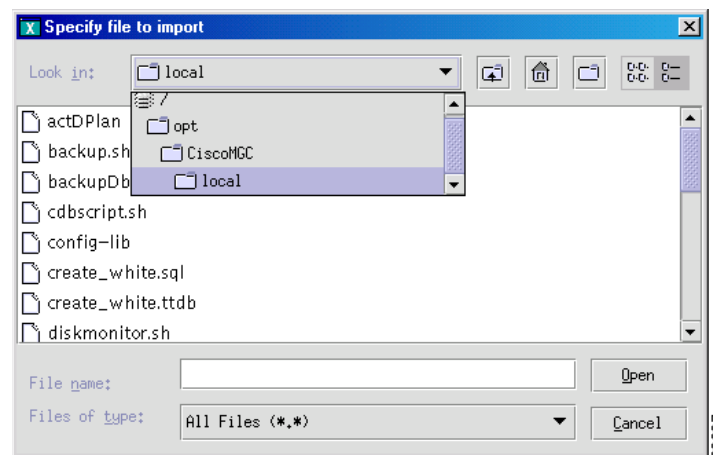 X Specify file to import
Look in: local
/
opt
CiscoMGC
local
actDPlan
backup.sh
backupDb
cdbscript.sh
config-lib
create_white.sql
create_white.ttdb
diskmonitor.sh
File name:
Open
Files of type: All Files (*.*)
Cancel